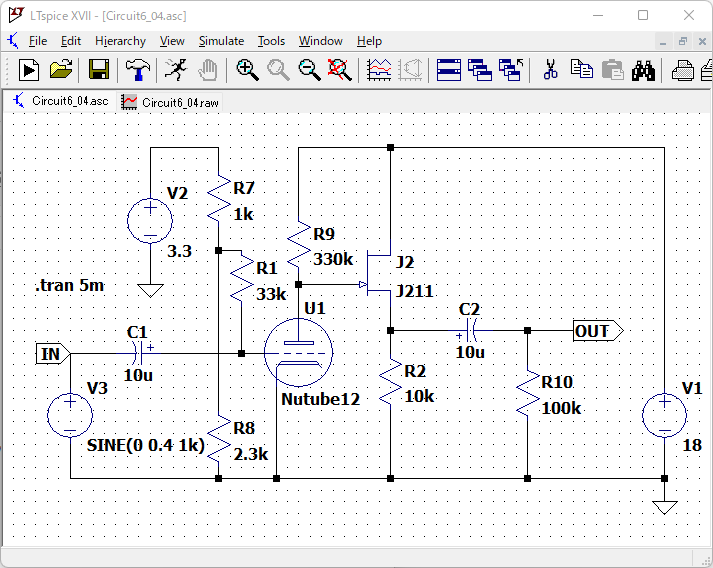 LTspice XVII - [Circuit6_04.asc]
File Edit Hierarchy View Simulate Tools Window Help
Circuit6_04.asc Circuit6_04.raw
V2
3.3
R7
1k
R9
330k
R1
33k
J2
J211
.tran 5m
U1
Nutube12
C1
10u
IN
C2
10u
OUT
V3
SINE(0 0.4 1k)
R8
2.3k
R2
10k
R10
100k
V1
18